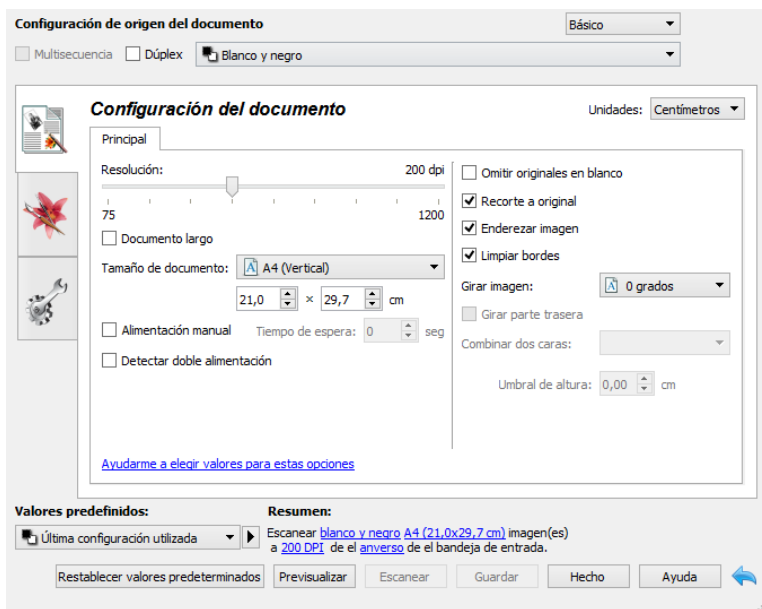 Configuración de origen del documento
Básico
Multisecuencia
Dúplex
Blanco y negro
Configuración del documento
Unidades:
Centímetros
Principal
Resolución:
200 dpi
75
1200
Documento largo
Tamaño de documento:
A4 (Vertical)
21,0 × 29,7 cm
Alimentación manual
Tiempo de espera: 0 seg
Detectar doble alimentación
Ayudarme a elegir valores para estas opciones
Omitir originales en blanco
Recorte a original
Enderezar imagen
Limpiar bordes
Girar imagen:
0 grados
Girar parte trasera
Combinar dos caras:
Umbral de altura: 0,00 cm
Valores predefinidos:
Última configuración utilizada
Resumen:
Escanear blanco y negro A4 (21,0x29,7 cm) imagen(es)
a 200 DPI de el anverso de el bandeja de entrada.
Restablecer valores predeterminados
Previsualizar
Escanear
Guardar
Hecho
Ayuda